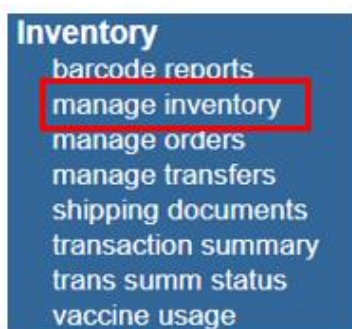 Inventory
barcode reports
manage inventory
manage orders
manage transfers
shipping documents
transaction summary
trans summ status
vaccine usage